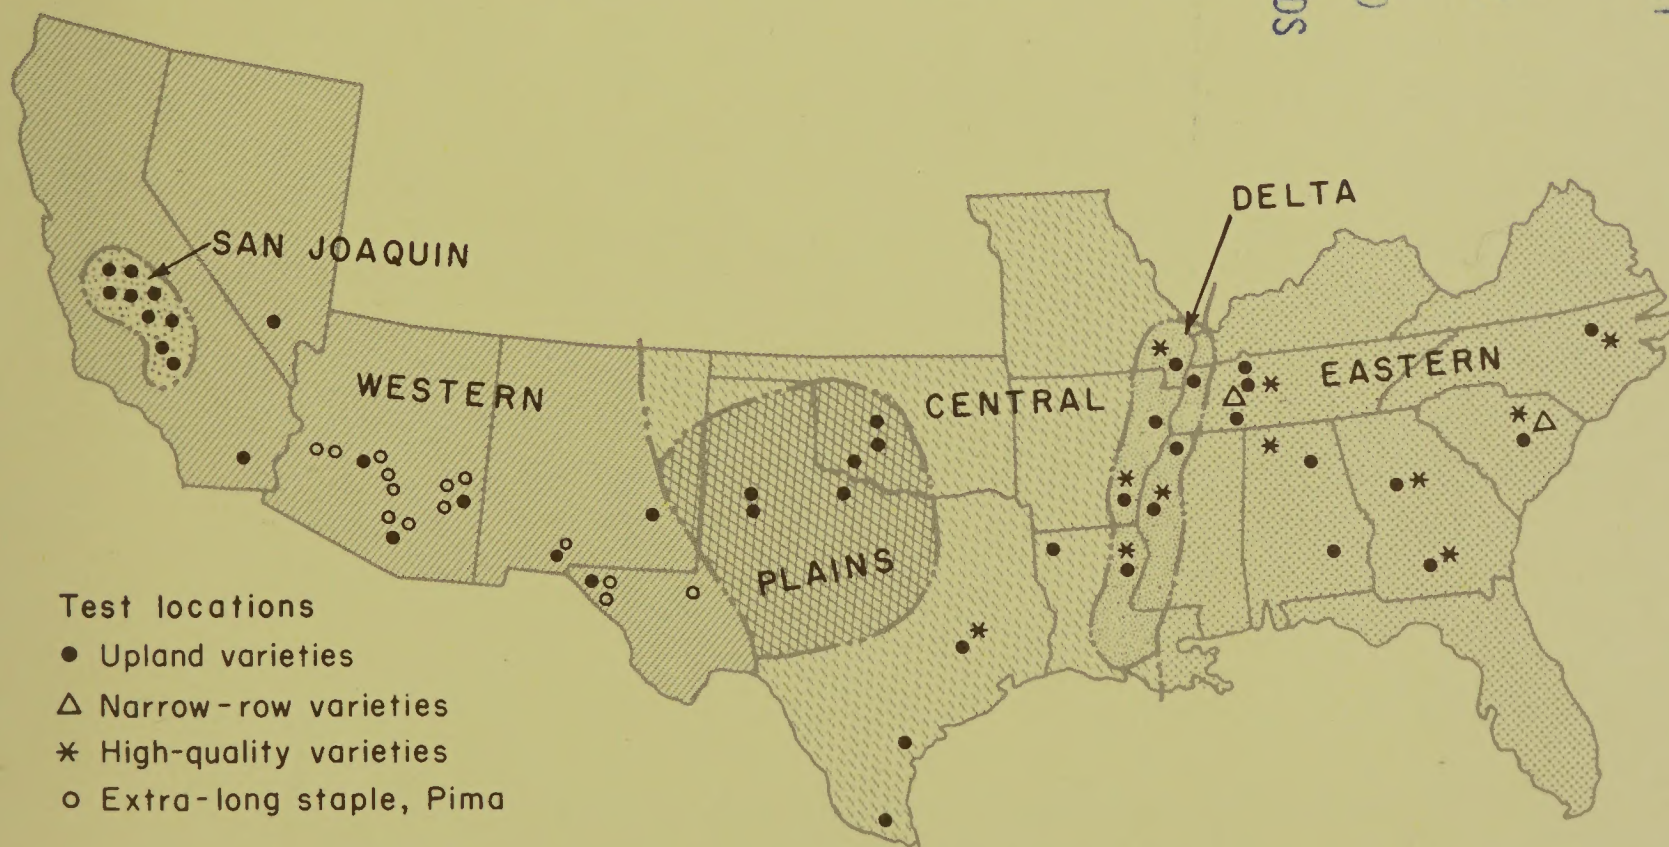 DS
DELTA
SAN JOAQUIN
WESTERN
CENTRAL
EASTERN
PLAINS
Test locations
Upland varieties
Narrow-row varieties
High-quality varieties
Extra-long staple, Pima